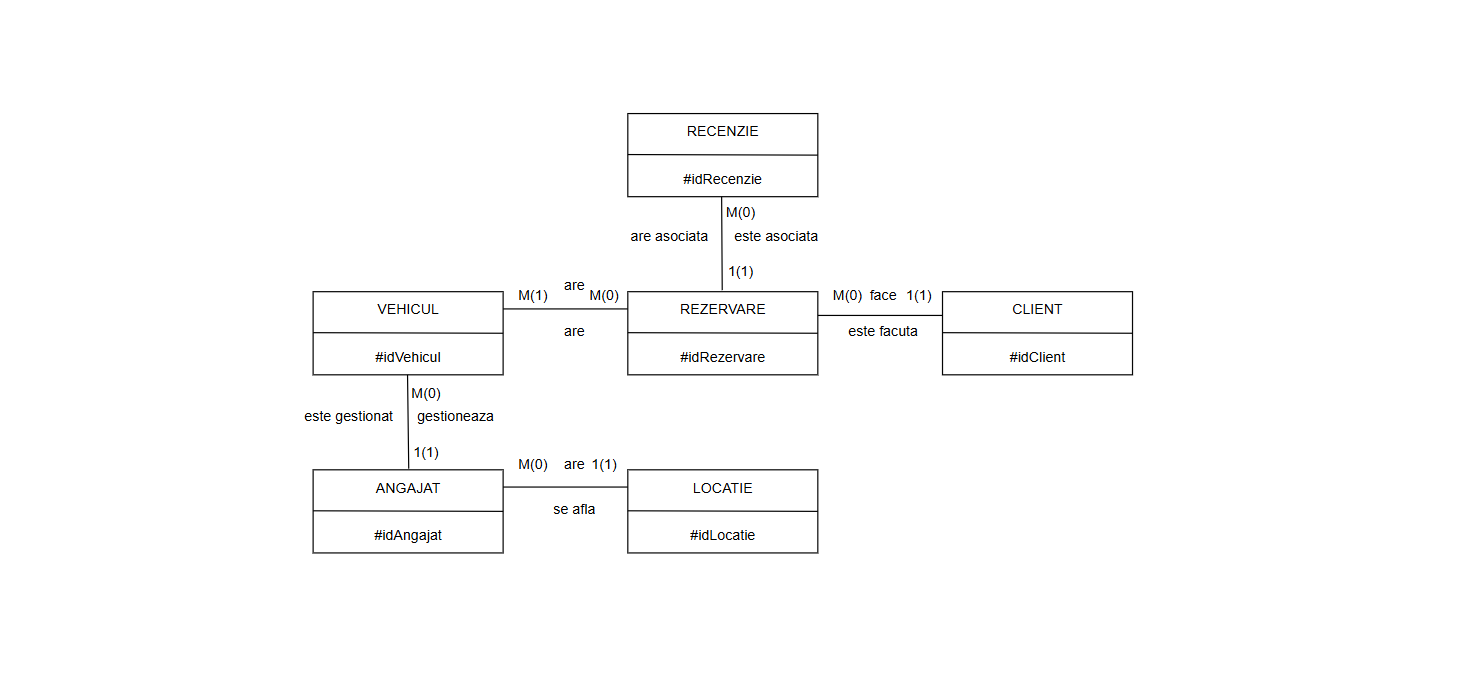 RECENZIE
#idRecenzie
M(0)
are asociata este asociata
1(1)
are
M(1) M(0)
M(0) face 1(1)
VEHICUL
REZERVARE
CLIENT
are
este facuta
#idVehicul
#idRezervare
#idClient
M(0)
este gestionat gestioneaza
1(1)
M(0) are 1(1)
ANGAJAT
LOCATIE
se afla
#idAngajat
#idLocatie